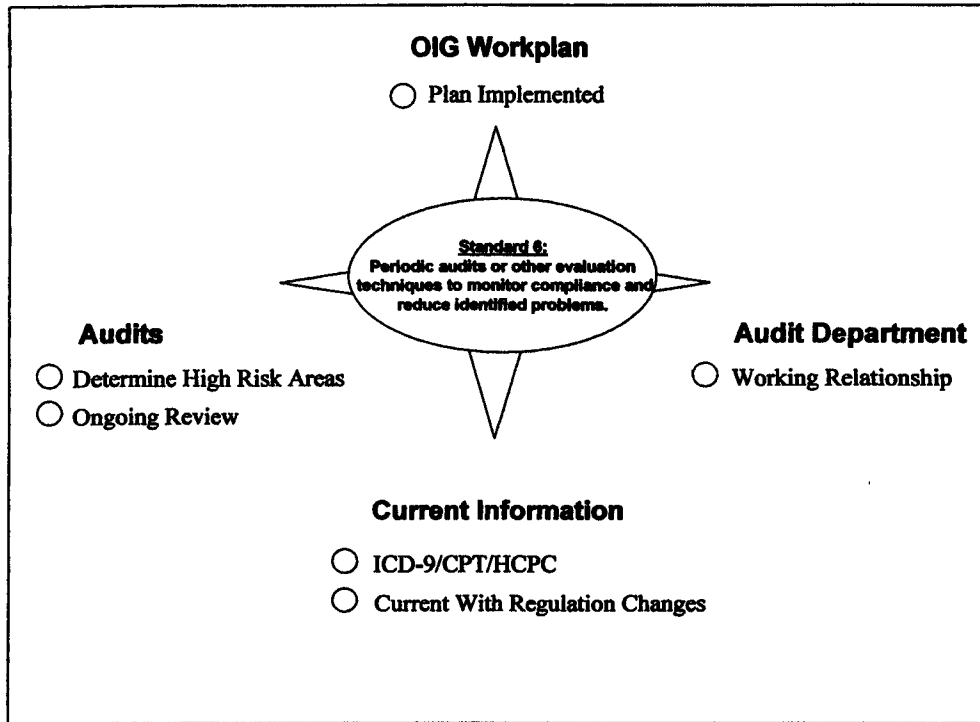 OIG Workplan
Plan Implemented
Standard 6:
Periodic audits or other evaluation
techniques to monitor compliance and
reduce identified problems.
Audits
Determine High Risk Areas
Ongoing Review
Audit Department
Working Relationship
Current Information
ICD-9/CPT/HCPC
Current With Regulation Changes